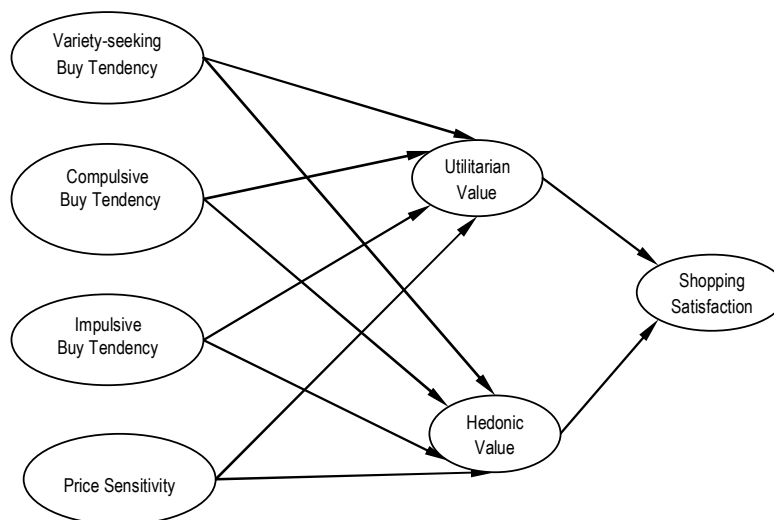 Variety-seeking
Buy Tendency
Compulsive
Buy Tendency
Utilitarian
Value
Impulsive
Buy Tendency
Shopping
Satisfaction
Hedonic
Value
Price Sensitivity